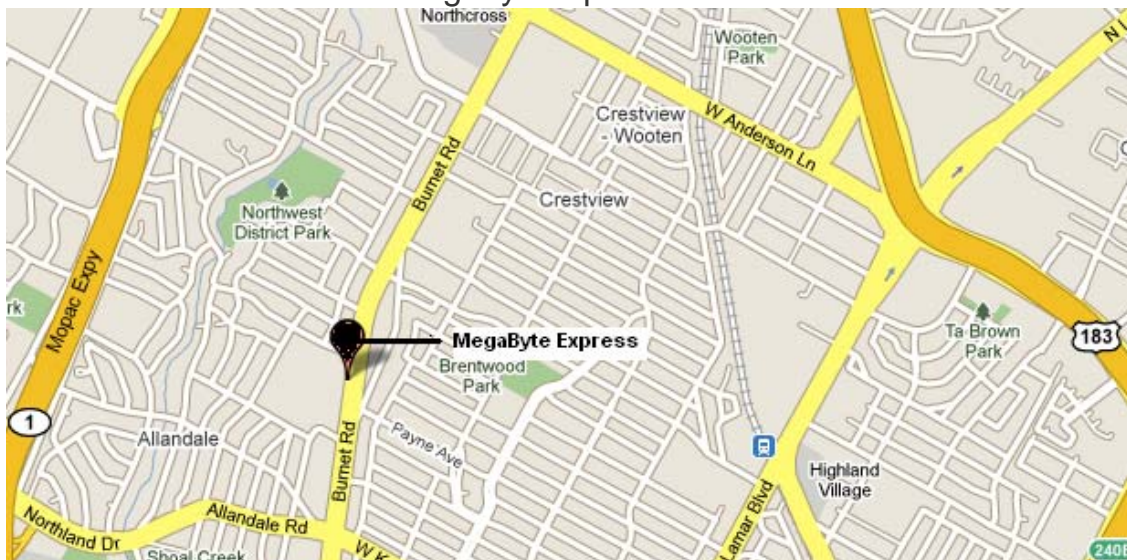 Northcross
Wooten
Park
Crestview
- Wooten
W Anderson Ln
Burnet Rd
Crestview
Northwest
District Park
Mopac Expy
rk
MegaByte Express
Ta Brown
Park
183
Brentwood
Park
1
Allandale
Payne Ave
Burnet Rd
Highland
Village
Lamar Blvd
Allandale Rd
Northland Dr
Shoal Creek